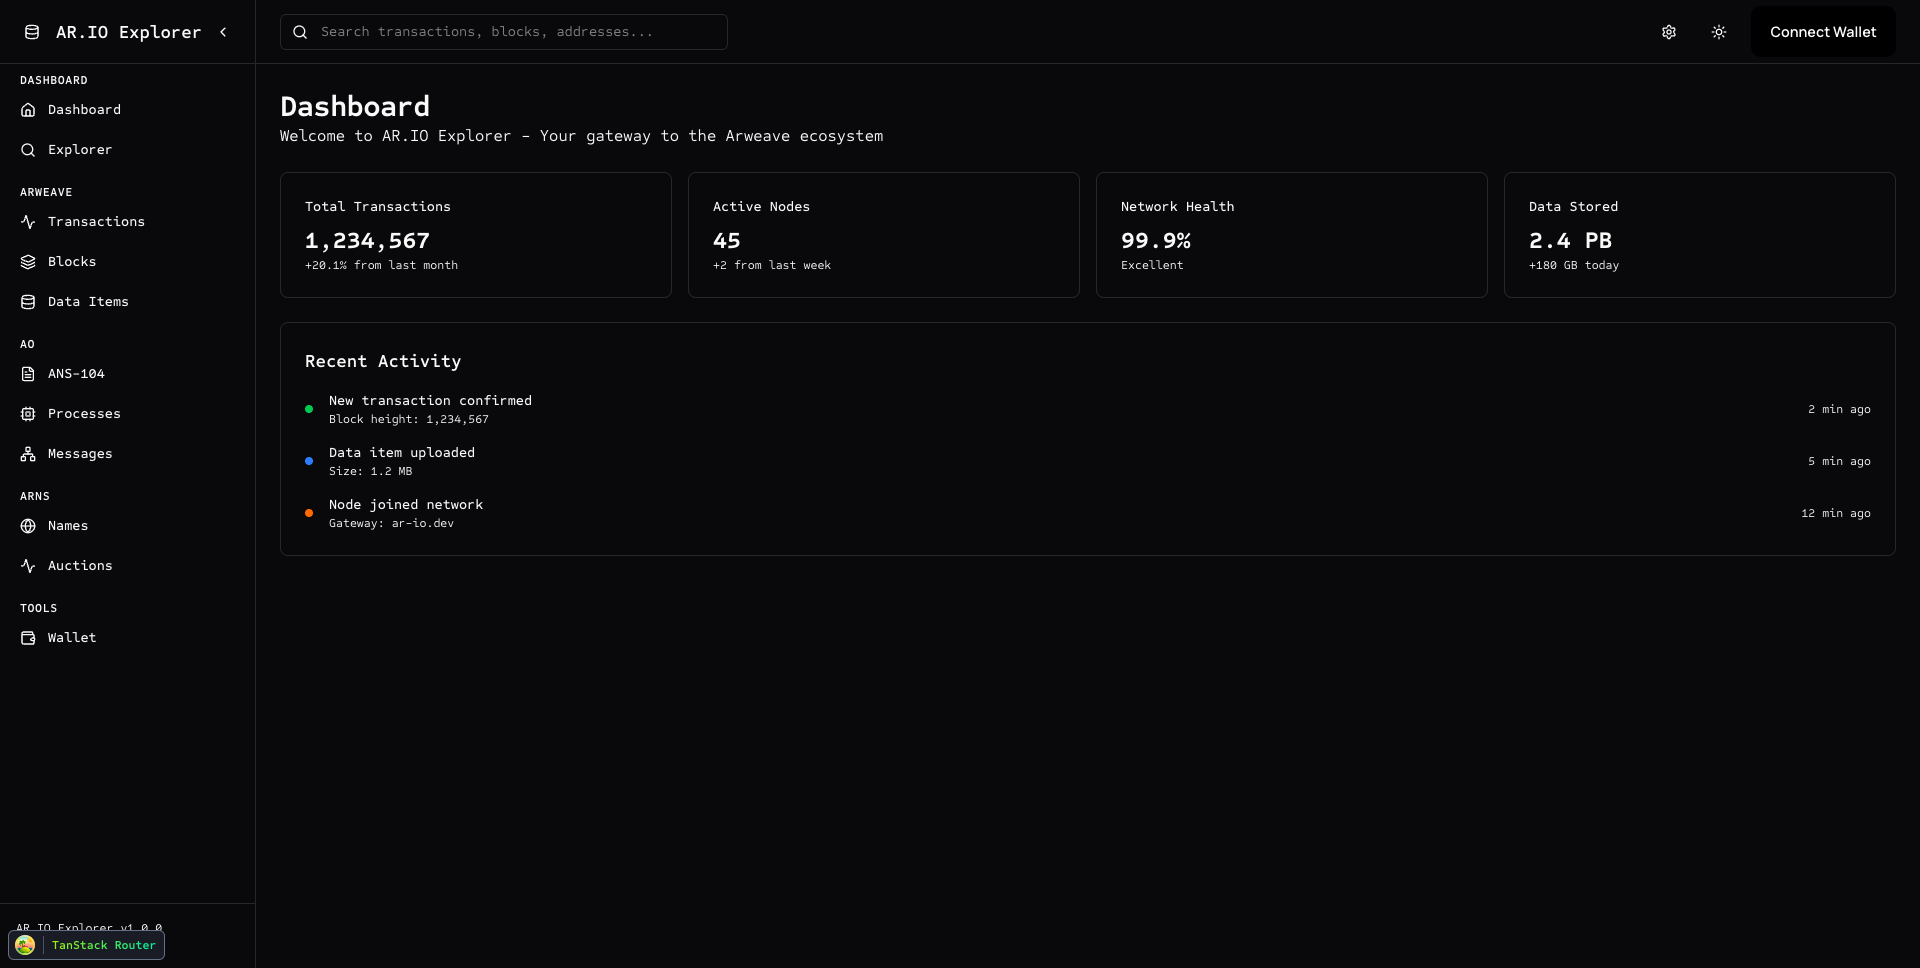 AR.IO Explorer
Search transactions, blocks, addresses...
Connect Wallet
DASHBOARD
Dashboard
Explorer
ARWEAVE
Transactions
Blocks
Data Items
AO
ANS-104
Processes
Messages
ARNS
Names
Auctions
TOOLS
Wallet
AR.IO Explorer v1.0.0
TanStack Router
Dashboard
Welcome to AR.IO Explorer – Your gateway to the Arweave ecosystem
Total Transactions
1,234,567
+20.1% from last month
Active Nodes
45
+2 from last week
Network Health
99.9%
Excellent
Data Stored
2.4 PB
+180 GB today
Recent Activity
New transaction confirmed
Block height: 1,234,567
2 min ago
Data item uploaded
Size: 1.2 MB
5 min ago
Node joined network
Gateway: ar-io.dev
12 min ago